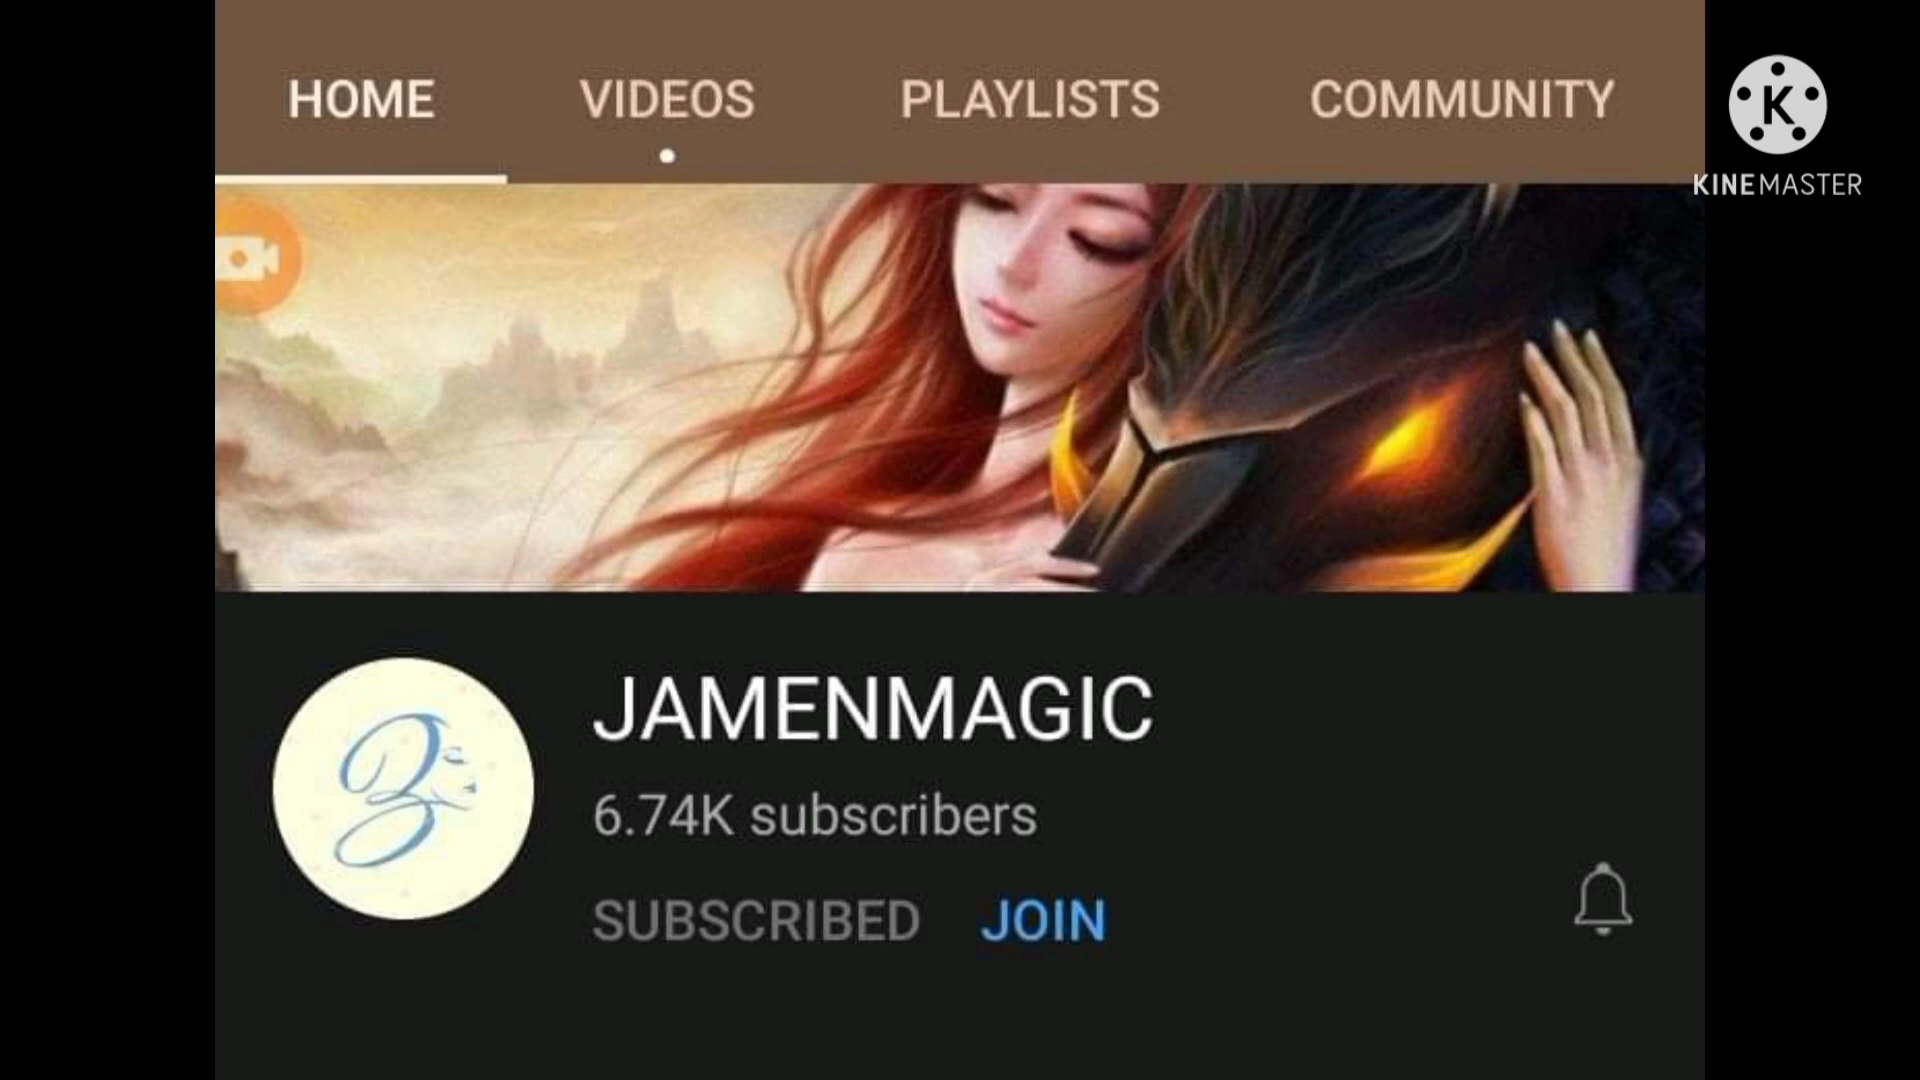 HOME VIDEOS PLAYLISTS COMMUNITY
K
KINEMASTER
JAMENMAGIC
6.74K subscribers
SUBSCRIBED JOIN